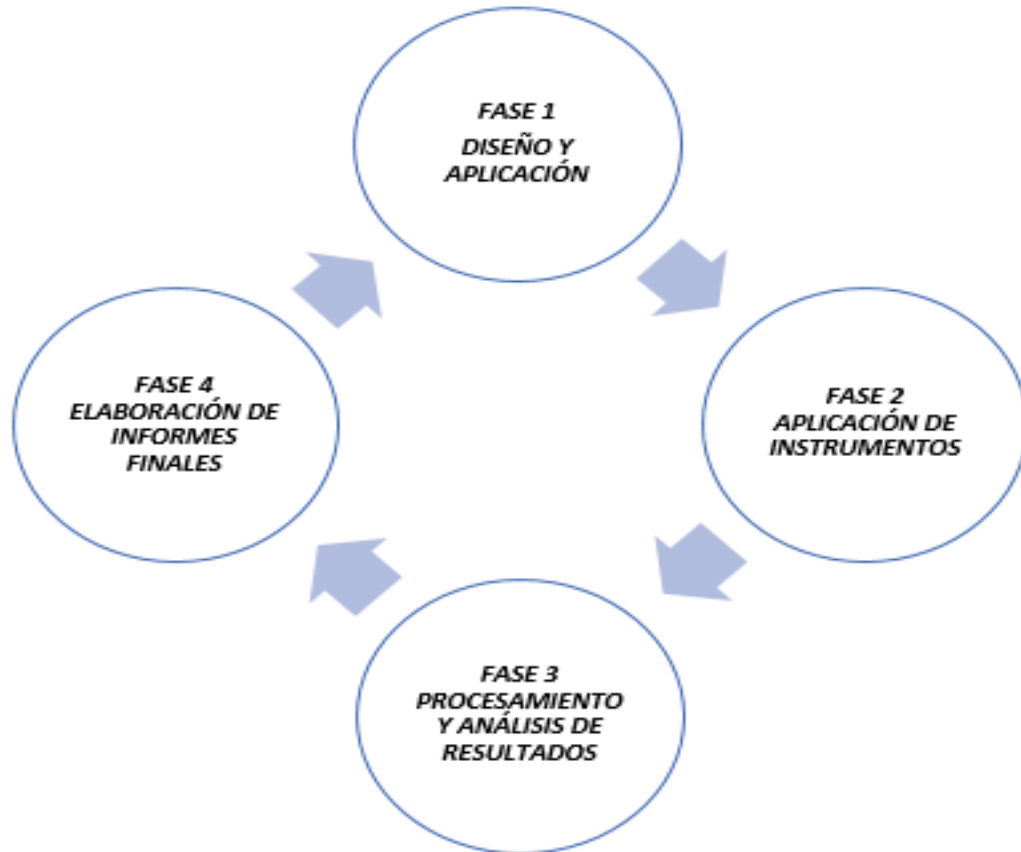 FASE 1
DISEÑO Y
APLICACIÓN
FASE 2
APLICACIÓN DE
INSTRUMENTOS
FASE 3
PROCESAMIENTO
Y ANÁLISIS DE
RESULTADOS
FASE 4
ELABORACIÓN DE
INFORMES
FINALES